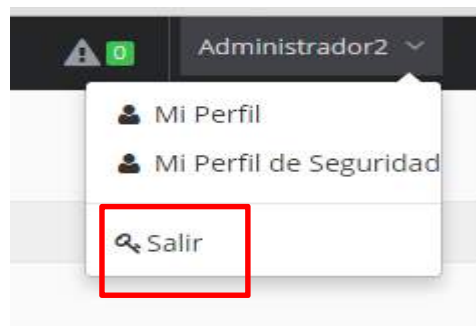 0 Administrador2
Mi Perfil
Mi Perfil de Seguridad
Salir